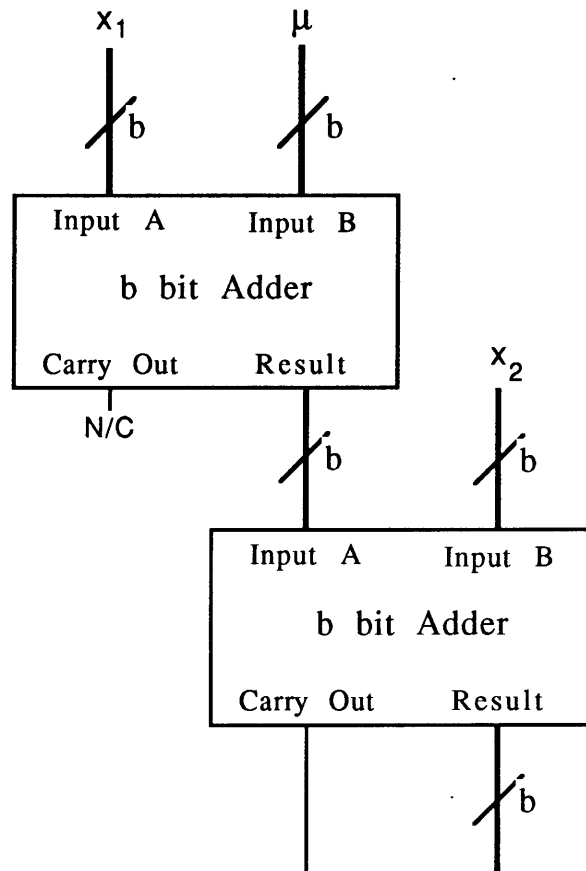 x₁ μ
b b
Input A Input B
b bit Adder
Carry Out Result
N/C
x₂
b b
Input A Input B
b bit Adder
Carry Out Result
b